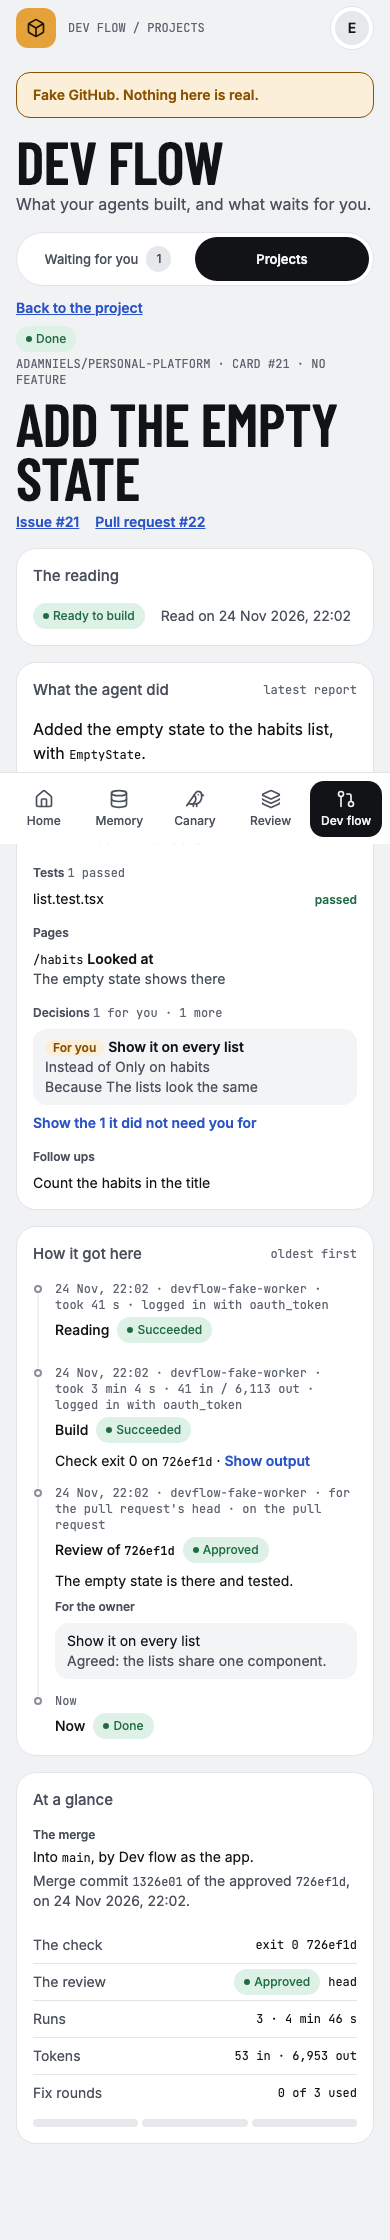 DEV FLOW / PROJECTS
E
Fake GitHub. Nothing here is real.
DEV FLOW
What your agents built, and what waits for you.
Waiting for you 1
Projects
Back to the project
Done
ADAMNIELS/PERSONAL-PLATFORM · CARD #21 · NO
FEATURE
ADD THE EMPTY
STATE
Issue #21 Pull request #22
The reading
Ready to build Read on 24 Nov 2026, 22:02
What the agent did latest report
Added the empty state to the habits list,
with EmptyState.
Home Memory Canary Review Dev flow
Tests 1 passed
list.test.tsx passed
Pages
/habits Looked at
The empty state shows there
Decisions 1 for you · 1 more
For you Show it on every list
Instead of Only on habits
Because The lists look the same
Show the 1 it did not need you for
Follow ups
Count the habits in the title
How it got here oldest first
24 Nov, 22:02 · devflow-fake-worker ·
took 41 s · logged in with oauth_token
Reading Succeeded
24 Nov, 22:02 · devflow-fake-worker ·
took 3 min 4 s · 41 in / 6,113 out ·
logged in with oauth_token
Build Succeeded
Check exit 0 on 726ef1d · Show output
24 Nov, 22:02 · devflow-fake-worker · for
the pull request's head · on the pull
request
Review of 726ef1d Approved
The empty state is there and tested.
For the owner
Show it on every list
Agreed: the lists share one component.
Now
Now Done
At a glance
The merge
Into main, by Dev flow as the app.
Merge commit 1326e01 of the approved 726ef1d,
on 24 Nov 2026, 22:02.
The check exit 0 726ef1d
The review Approved head
Runs 3 · 4 min 46 s
Tokens 53 in · 6,953 out
Fix rounds 0 of 3 used